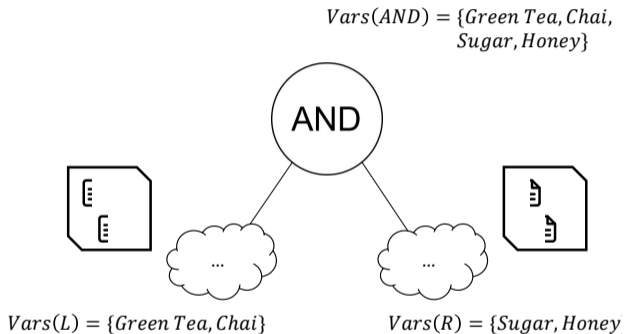 Vars(AND) = {Green Tea, Chai,
Sugar, Honey}
AND
...
...
Vars(L) = {Green Tea, Chai}
Vars(R) = {Sugar, Honey}